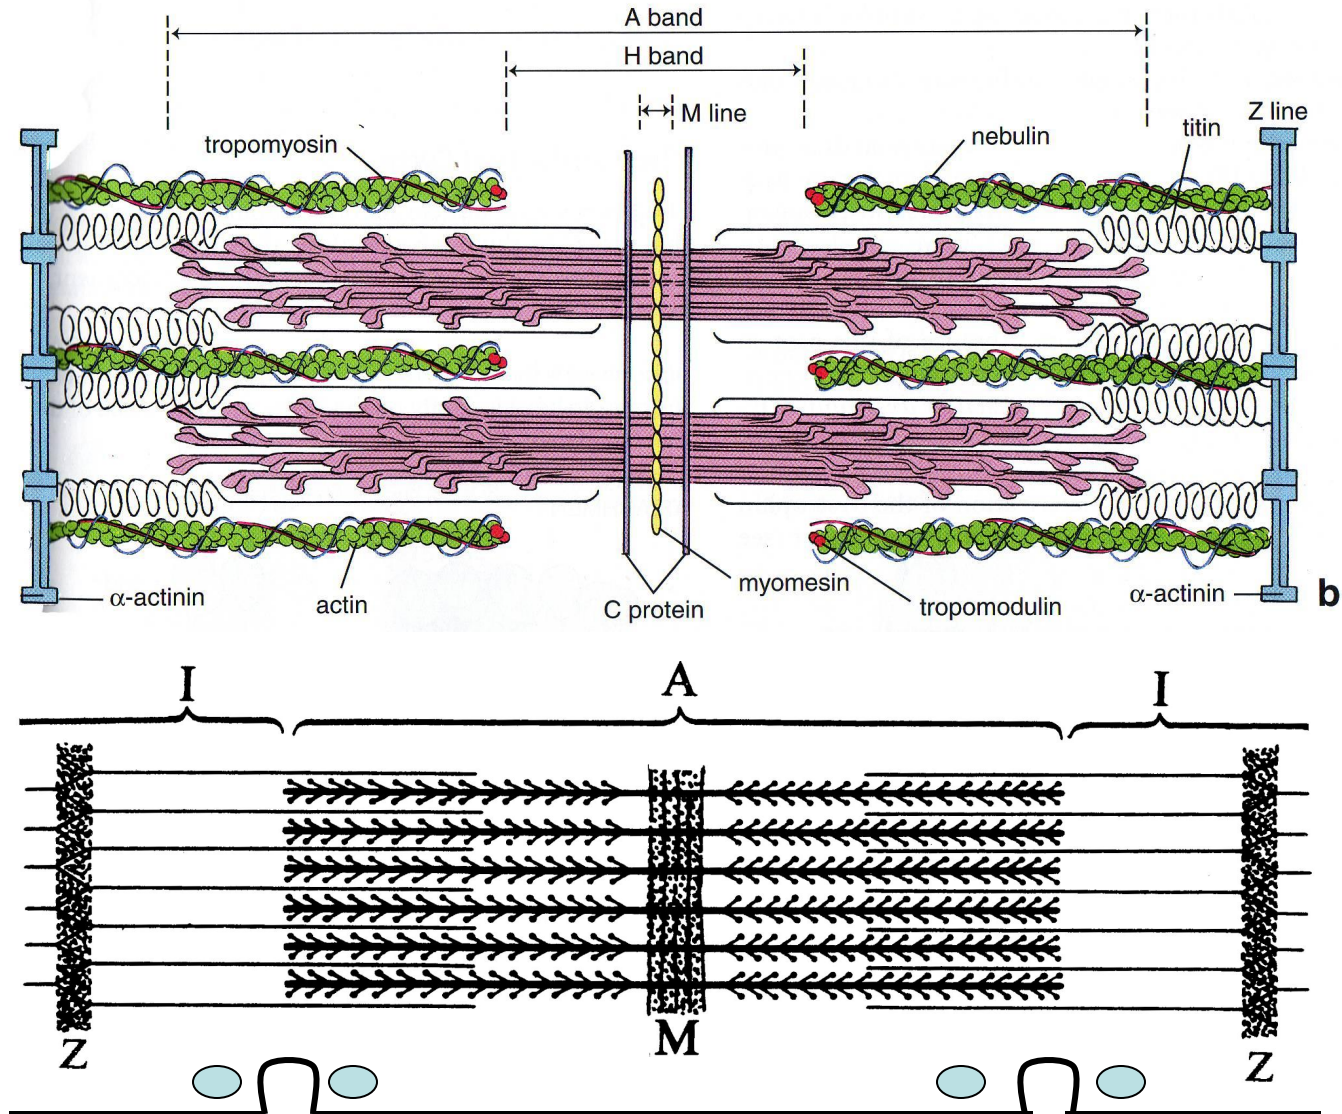 A band
H band
M line
Z line
tropomyosin
nebulin
titin
α-actinin
actin
C protein
myomesin
tropomodulin
α-actinin
b
I
A
I
Z
M
Z